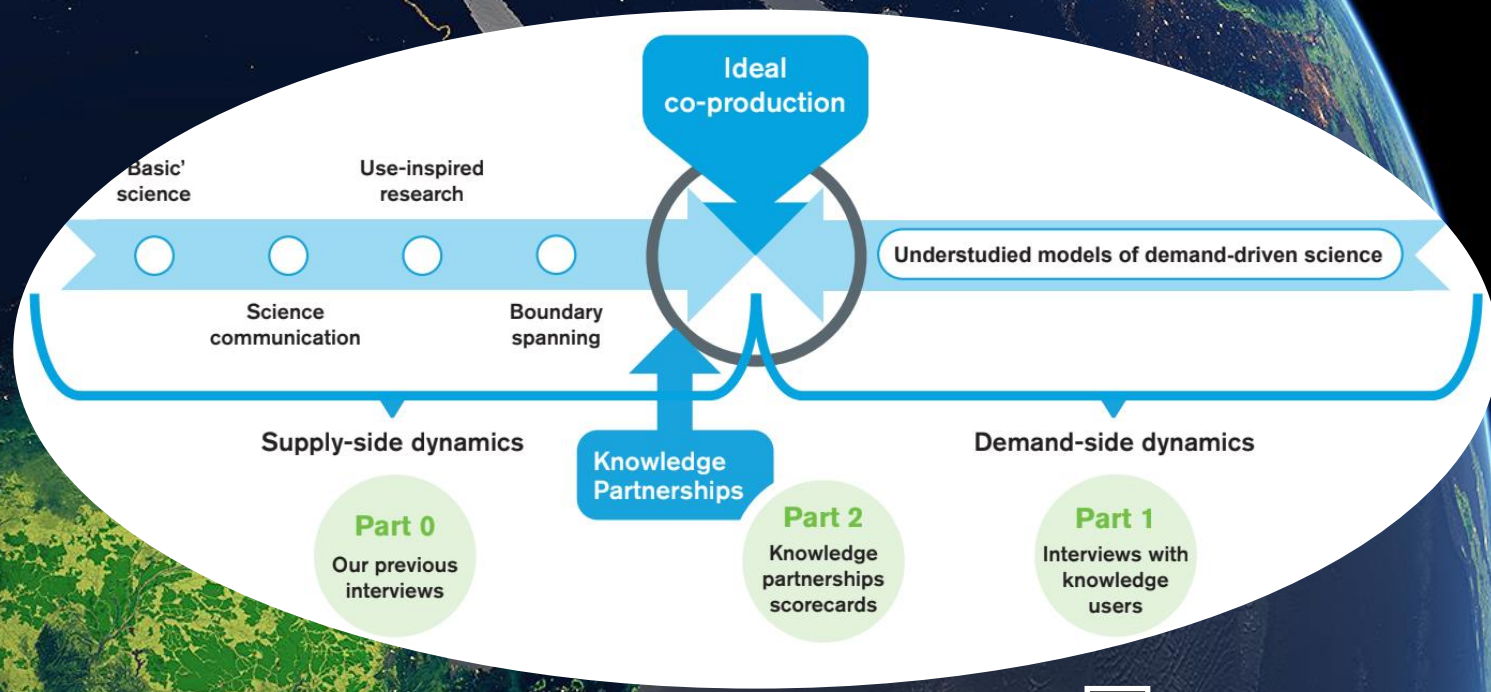 Ideal
co-production
Basic’
science
Use-inspired
research
Understudied models of demand-driven science
Science
communication
Boundary
spanning
Supply-side dynamics
Demand-side dynamics
Knowledge
Partnerships
Part 0
Our previous
interviews
Part 2
Knowledge
partnerships
scorecards
Part 1
Interviews with
knowledge
users